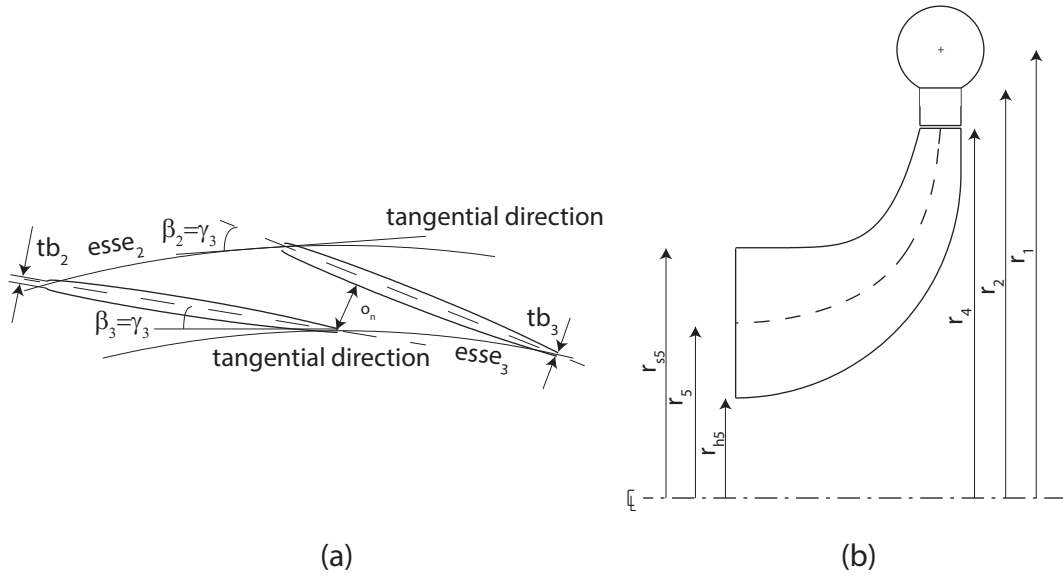 tangential direction
β₂=γ₃
esse₂
tb₂
oₙ
β₃=γ₃
tb₃
tangential direction
esse₃
(a)
r₁
r₂
r₄
rₛ₅
r₅
rₕ₅
℄
(b)